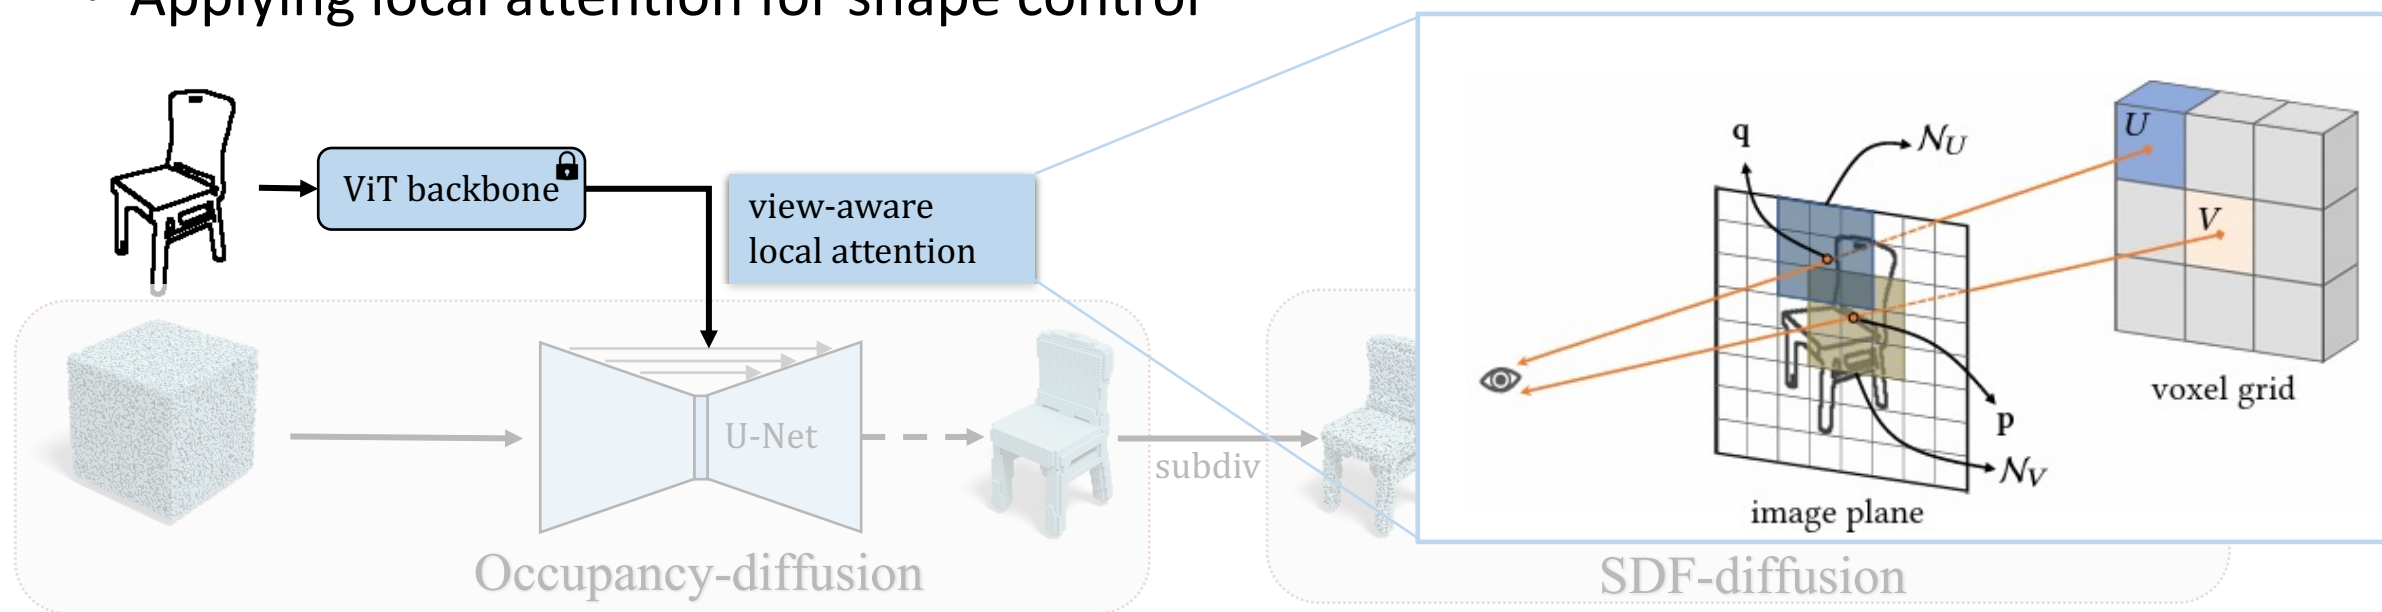 Applying local attention for shape control
ViT backbone
view-aware
local attention
U-Net
subdiv
Occupancy-diffusion
SDF-diffusion
q
𝒩U
U
V
p
𝒩V
image plane
voxel grid